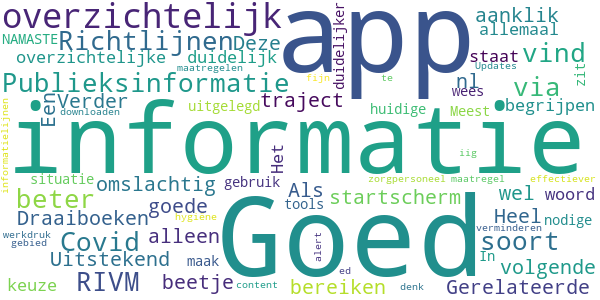 overzichtelijk
app
aanklik
NAMASTE
Richtlijnen
Deze
duidelijker
staat
allemaal
vind
overzichtelijke
duidelijk
maatregelen
fijn
te
nl
wees
Updates
zit
Publieksinformatie
traject
huidige
Meest
via
begrijpen
Een
Verder
uitgelegd
downloaden
informatielijnen
informatie
Het
iig
situatie
omslachtig
gebruik
Als
zorgpersoneel
maatregel
effectiever
beter
goede
tools
startscherm
wel
woord
Draaiboeken
hygiene
Goed
Heel
nodige
werkdruk
gebied
Covid
alleen
alert
soort
verminderen
Uitstekend
maak
In
volgende
keuze
RIVM
beetje
content
ed
bereiken
denk
Gerelateerde